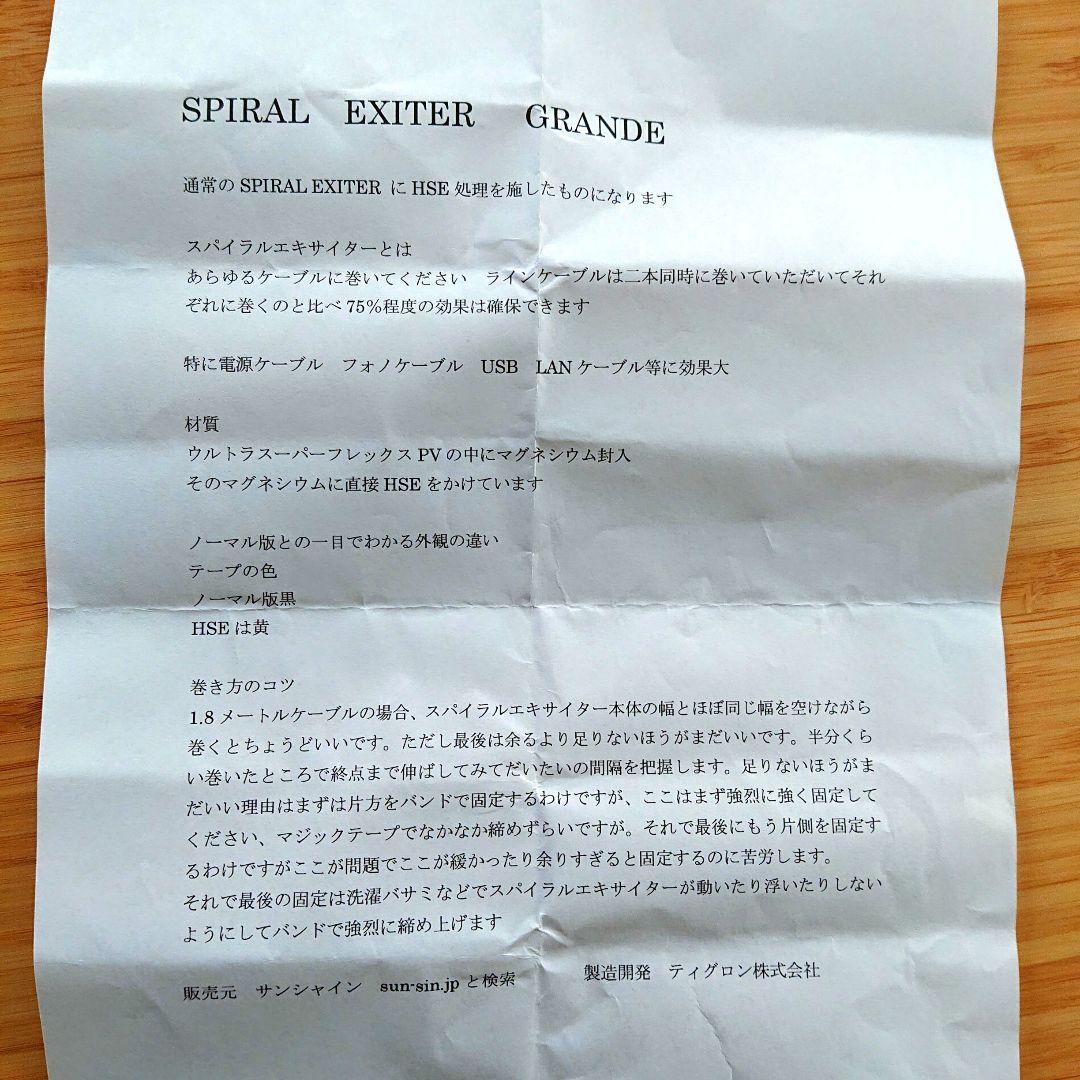 SPIRAL EXITER GRANDE
通常の SPIRAL EXITER に HSE 処理を施したものになります
スパイラルエキサイターとは
あらゆるケーブルに巻いてください ラインケーブルは二本同時に巻いていただいてそれ
ぞれに巻くのと比べ 75%程度の効果は確保できます
特に電源ケーブル フォノケーブル USB LAN ケーブル等に効果大
材質
ウルトラスーパーフレックス PV の中にマグネシウム封入
そのマグネシウムに直接 HSE をかけています
ノーマル版との一目でわかる外観の違い
テープの色
ノーマル版黒
HSE は黄
巻き方のコツ
1.8 メートルケーブルの場合、スパイラルエキサイター本体の幅とほぼ同じ幅を空けながら
巻くとちょうどいいです。ただし最後は余るより足りないほうがまだいいです。半分くら
い巻いたところで終点まで伸ばしてみてだいたいの間隔を把握します。足りないほうがま
だいい理由はまずは片方をバンドで固定するわけですが、ここはまず強烈に強く固定して
ください、マジックテープでなかなか締めずらいですが。それで最後にもう片側を固定す
るわけですがここが問題でここが緩かったり余りすぎると固定するのに苦労します。
それで最後の固定は洗濯バサミなどでスパイラルエキサイターが動いたり浮いたりしない
ようにしてバンドで強烈に締め上げます
販売元 サンシャイン sun-sin.jp と検索 製造開発 ティグロン株式会社